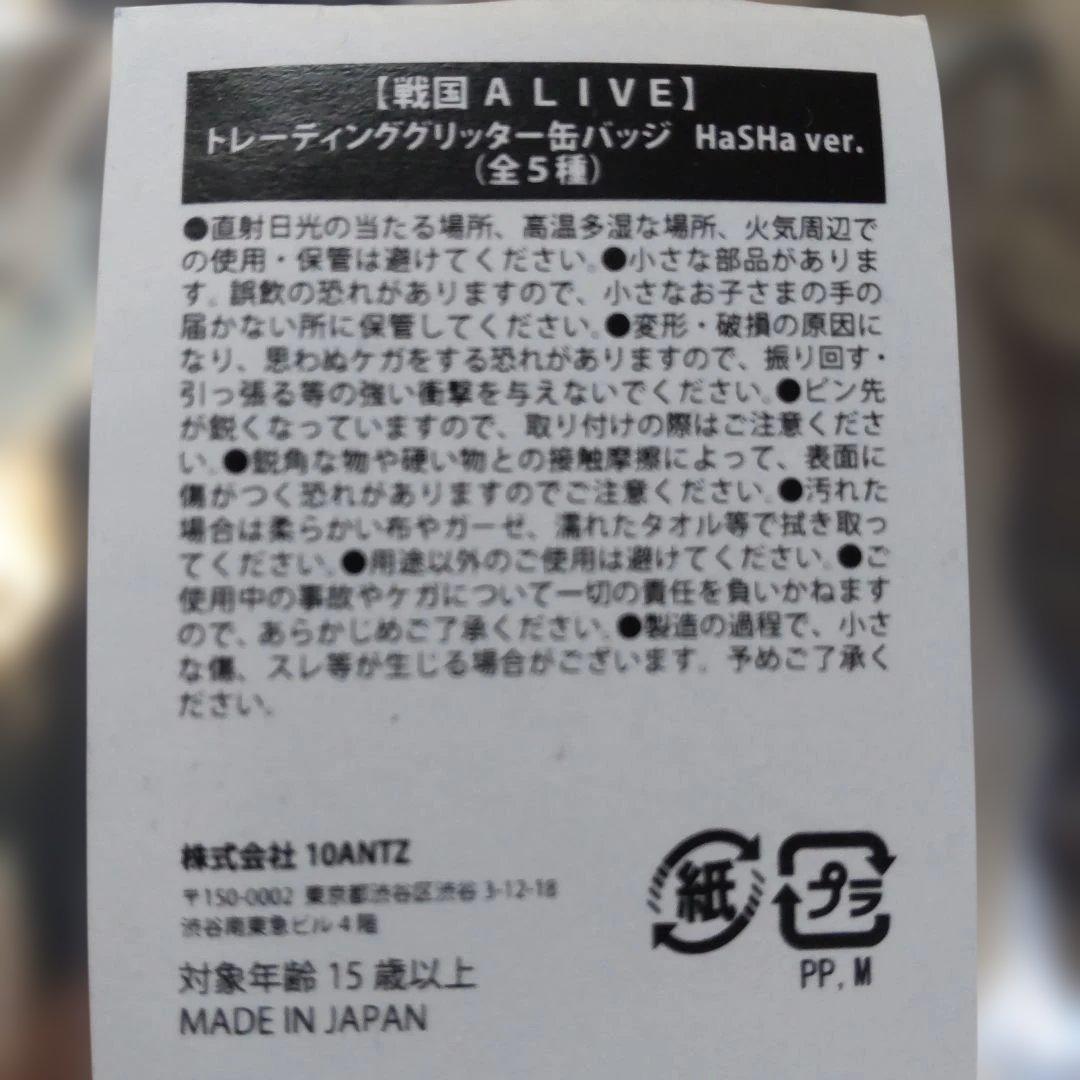 【戦国ALIVE】
トレーディンググリッター缶バッジ HaSHa ver.
(全5種)
●直射日光の当たる場所、高温多湿な場所、火気周辺で
の使用・保管は避けてください。●小さな部品がありま
す。誤飲の恐れがありますので、小さなお子さまの手の
届かない所に保管してください。●変形・破損の原因に
なり、思わぬケガをする恐れがありますので、振り回す・
引っ張る等の強い衝撃を与えないでください。●ピン先
が鋭くなっていますので、取り付けの際はご注意くださ
い。●鋭角な物や硬い物との接触摩擦によって、表面に
傷がつく恐れがありますのでご注意ください。●汚れた
場合は柔らかい布やガーゼ、濡れたタオル等で拭き取っ
てください。●用途以外のご使用は避けてください。●ご
使用中の事故やケガについて一切の責任を負いかねます
ので、あらかじめご了承ください。●製造の過程で、小さ
な傷、スレ等が生じる場合がございます。予めご了承く
ださい。
株式会社 10ANTZ
〒150-0002 東京都渋谷区渋谷 3-12-18
渋谷南東急ビル 4 階
対象年齢 15 歳以上
MADE IN JAPAN
紙
プラ
PP, M